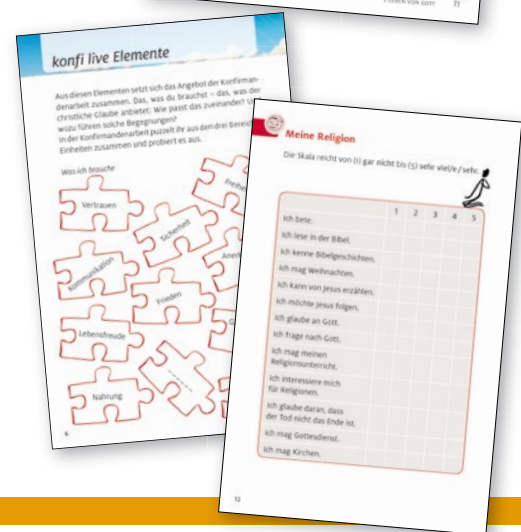 VON GOTT 11
konfi live Elemente
Aus diesen Elementen setzt sich das Angebot der Konfirman-
denarbeit zusammen. Das, was du brauchst – das, was der
christliche Glaube anbietet: Wie passt das zueinander? U
wozu führen solche Begegnungen?
In der Konfirmandenarbeit puzzelt ihr aus den drei Bereich
Einheiten zusammen und probiert es aus.
Was ich brauche
Vertrauen
Freihe
Sicherheit
Kommunikation
Aner
Frieden
Lebensfreude
G
Nahrung
6
Meine Religion
Die Skala reicht von (1) gar nicht bis (5) sehr viel/e / sehr.
1 2 3 4 5
Ich bete.
Ich lese in der Bibel.
Ich kenne Bibelgeschichten.
Ich mag Weihnachten.
Ich kann von Jesus erzählen.
Ich möchte Jesus folgen.
Ich glaube an Gott.
Ich frage nach Gott.
Ich mag meinen
Religionsunterricht.
Ich interessiere mich
für Religionen.
Ich glaube daran, dass
der Tod nicht das Ende ist.
Ich mag Gottesdienst.
Ich mag Kirchen.
12